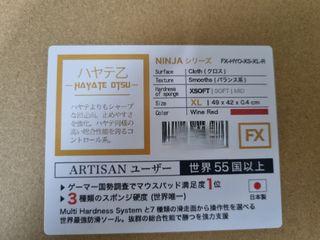 ハヤテ乙
—HAYATE OTSU—
ハヤテよりもシャープ
な初速動、止めやすさ
を強化。ハヤテ同様の
高い総合性能を誇るコ
ントロール系。
NINJA シリーズ FX-HYO-XS-XL-R
Surface Cloth (クロス)
Texture Smooths (バランス系)
Hardness of sponge XSOFT | SOFT | MID
Size XL | 49 x 42 x 0.4 cm
Color Wine Red
FX
ARTISAN ユーザー 世界 55 国以上
ゲーマー国勢調査でマウスパッド満足度 1 位
3 種類のスポンジ硬度 (世界唯一)
Multi Hardness System と7 種類の滑走面から操作性を選べる
世界最強防滑ソール。抜群の総合性能で勝つを強力支援
日本製